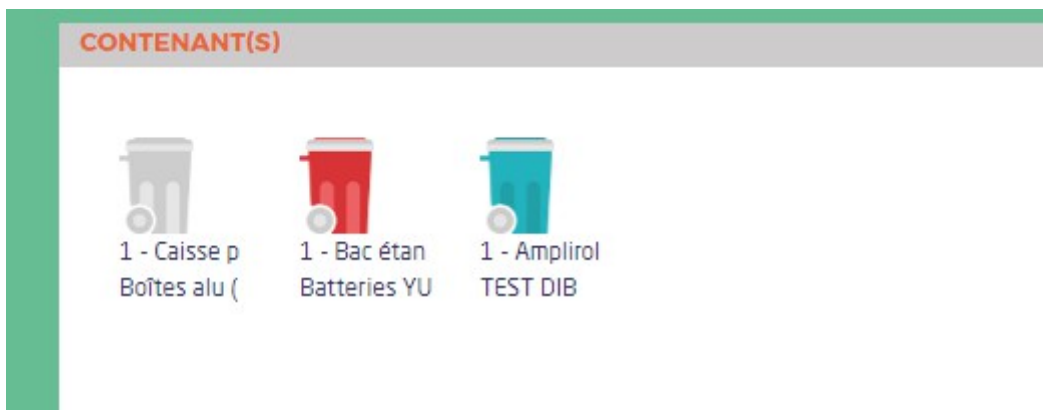 CONTENANT(S)
1 - Caisse p
Boîtes alu (
1 - Bac étan
Batteries YU
1 - Amplirol
TEST DIB